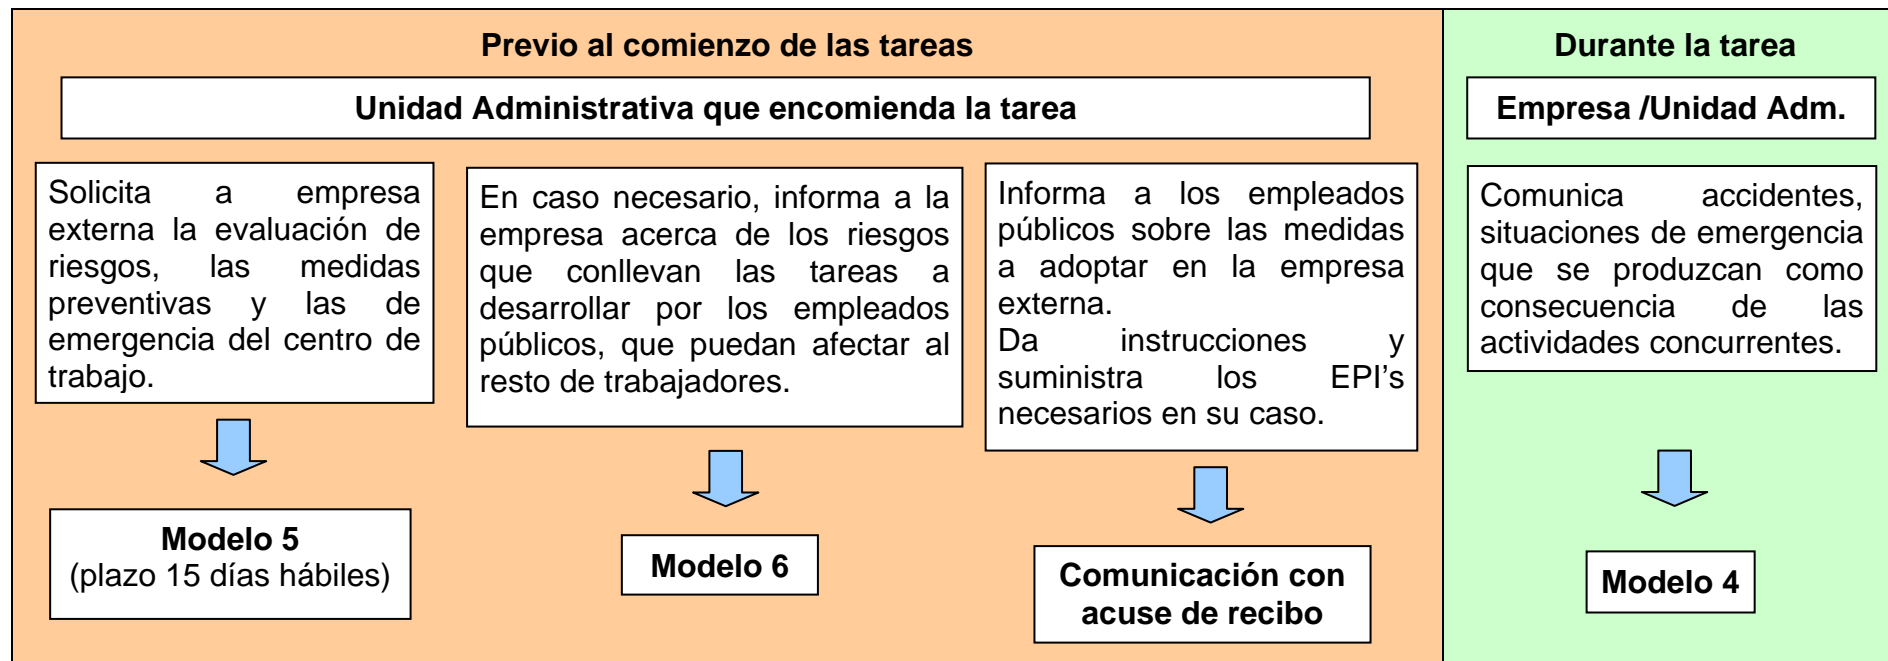 Previo al comienzo de las tareas
Unidad Administrativa que encomienda la tarea
Solicita a empresa
externa la evaluación de
riesgos, las medidas
preventivas y las de
emergencia del centro de
trabajo.
Modelo 5
(plazo 15 días hábiles)
En caso necesario, informa a la
empresa acerca de los riesgos
que conllevan las tareas a
desarrollar por los empleados
públicos, que puedan afectar al
resto de trabajadores.
Modelo 6
Informa a los empleados
públicos sobre las medidas
a adoptar en la empresa
externa.
Da instrucciones y
suministra los EPI’s
necesarios en su caso.
Comunicación con
acuse de recibo
Durante la tarea
Empresa /Unidad Adm.
Comunica accidentes,
situaciones de emergencia
que se produzcan como
consecuencia de las
actividades concurrentes.
Modelo 4